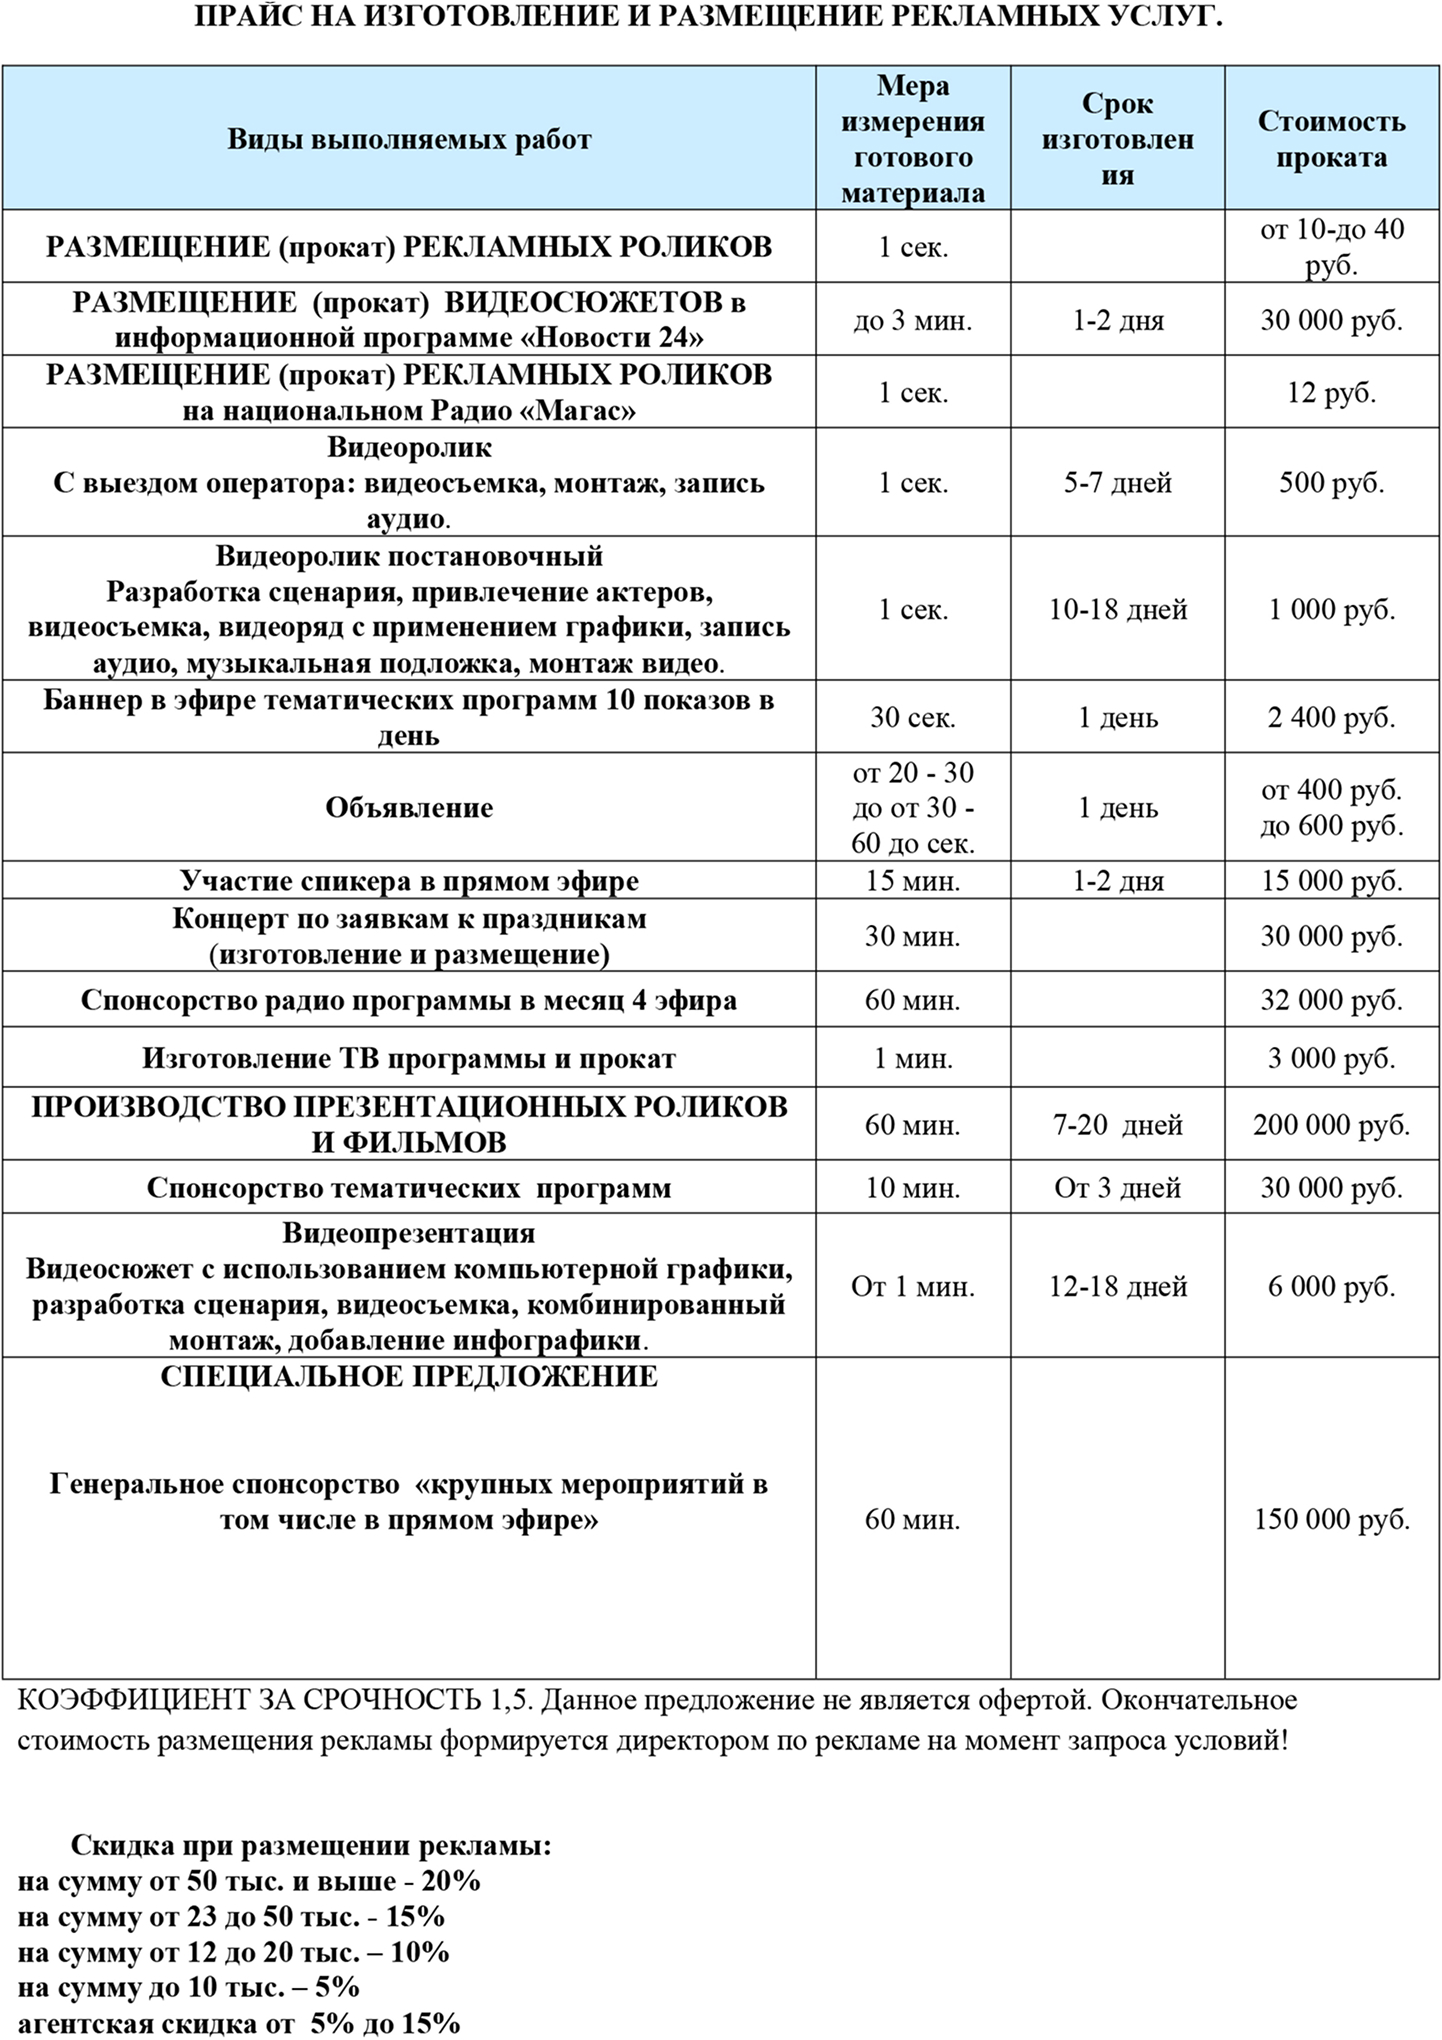 ПРАЙС НА ИЗГОТОВЛЕНИЕ И РАЗМЕЩЕНИЕ РЕКЛАМНЫХ УСЛУГ.
Виды выполняемых работ
Мера
измерения
готового
материала
Срок
изготовлен
ия
Стоимость
проката
РАЗМЕЩЕНИЕ (прокат) РЕКЛАМНЫХ РОЛИКОВ
1 сек.
от 10-до 40
руб.
РАЗМЕЩЕНИЕ (прокат) ВИДЕОСЮЖЕТОВ в
информационной программе «Новости 24»
до 3 мин.
1-2 дня
30 000 руб.
РАЗМЕЩЕНИЕ (прокат) РЕКЛАМНЫХ РОЛИКОВ
на национальном Радио «Магас»
1 сек.
12 руб.
Видеоролик
С выездом оператора: видеосъемка, монтаж, запись
аудио.
1 сек.
5-7 дней
500 руб.
Видеоролик постановочный
Разработка сценария, привлечение актеров,
видеосъемка, видеоряд с применением графики, запись
аудио, музыкальная подложка, монтаж видео.
1 сек.
10-18 дней
1 000 руб.
Баннер в эфире тематических программ 10 показов в
день
30 сек.
1 день
2 400 руб.
Объявление
от 20 - 30
до от 30 -
60 до сек.
1 день
от 400 руб.
до 600 руб.
Участие спикера в прямом эфире
15 мин.
1-2 дня
15 000 руб.
Концерт по заявкам к праздникам
(изготовление и размещение)
30 мин.
30 000 руб.
Спонсорство радио программы в месяц 4 эфира
60 мин.
32 000 руб.
Изготовление ТВ программы и прокат
1 мин.
3 000 руб.
ПРОИЗВОДСТВО ПРЕЗЕНТАЦИОННЫХ РОЛИКОВ
И ФИЛЬМОВ
60 мин.
7-20 дней
200 000 руб.
Спонсорство тематических программ
10 мин.
От 3 дней
30 000 руб.
Видеопрезентация
Видеосюжет с использованием компьютерной графики,
разработка сценария, видеосъемка, комбинированный
монтаж, добавление инфографики.
От 1 мин.
12-18 дней
6 000 руб.
СПЕЦИАЛЬНОЕ ПРЕДЛОЖЕНИЕ
Генеральное спонсорство «крупных мероприятий в
том числе в прямом эфире»
60 мин.
150 000 руб.
КОЭФФИЦИЕНТ ЗА СРОЧНОСТЬ 1,5. Данное предложение не является офертой. Окончательное
стоимость размещения рекламы формируется директором по рекламе на момент запроса условий!
Скидка при размещении рекламы:
на сумму от 50 тыс. и выше - 20%
на сумму от 23 до 50 тыс. - 15%
на сумму от 12 до 20 тыс. – 10%
на сумму до 10 тыс. – 5%
агентская скидка от 5% до 15%